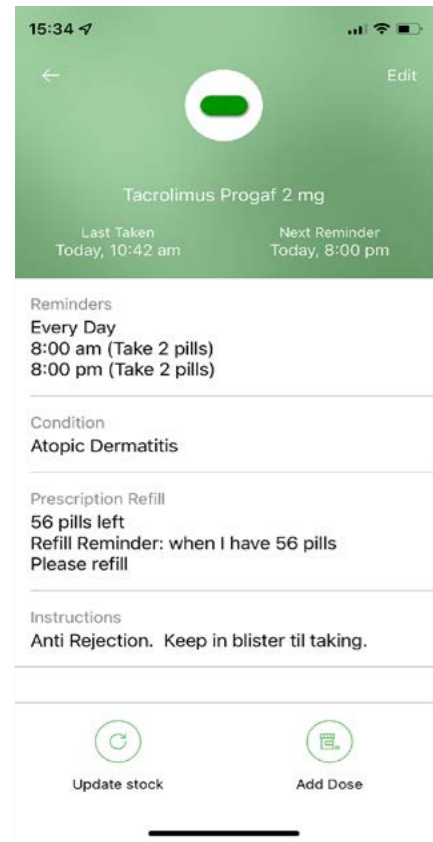 15:34
Edit
Tacrolimus Progaf 2 mg
Last Taken
Today, 10:42 am
Next Reminder
Today, 8:00 pm
Reminders
Every Day
8:00 am (Take 2 pills)
8:00 pm (Take 2 pills)
Condition
Atopic Dermatitis
Prescription Refill
56 pills left
Refill Reminder: when I have 56 pills
Please refill
Instructions
Anti Rejection.  Keep in blister til taking.
Update stock
Add Dose